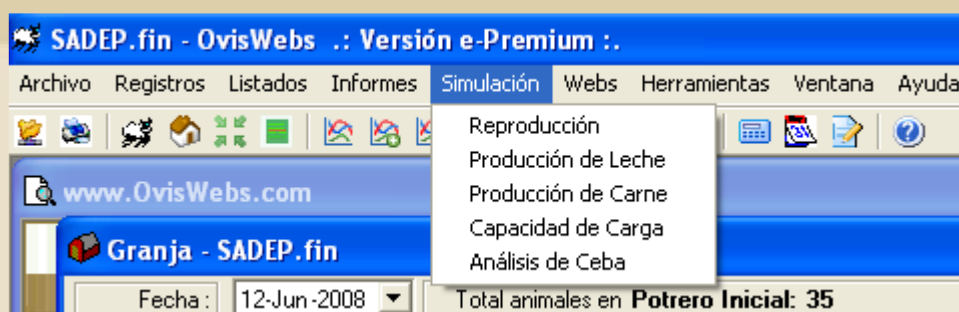 SADEP.fin - OvisWebs .: Versión e-Premium :.
Archivo Registros Listados Informes Simulación Webs Herramientas Ventana Ayuda
Reproducción
Producción de Leche
Producción de Carne
Capacidad de Carga
Análisis de Ceba
www.OvisWebs.com
Granja - SADEP.fin
Fecha : 12-Jun-2008 Total animales en Potrero Inicial: 35